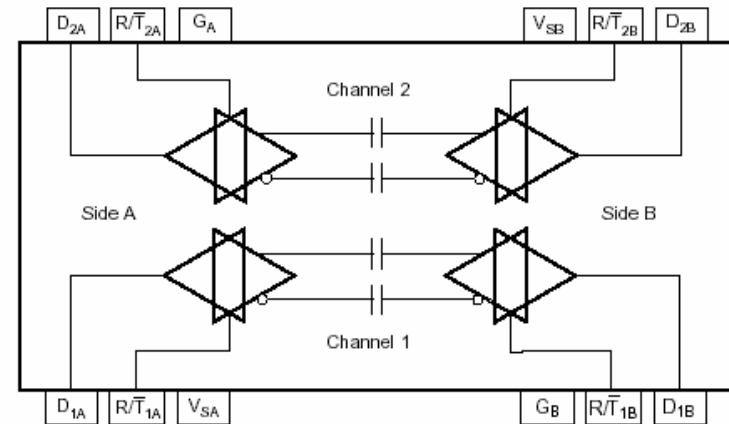 D2A R/T̅2A GA VSB R/T̅2B D2B
Channel 2
Side A Side B
Channel 1
D1A R/T̅1A VSA GB R/T̅1B D1B